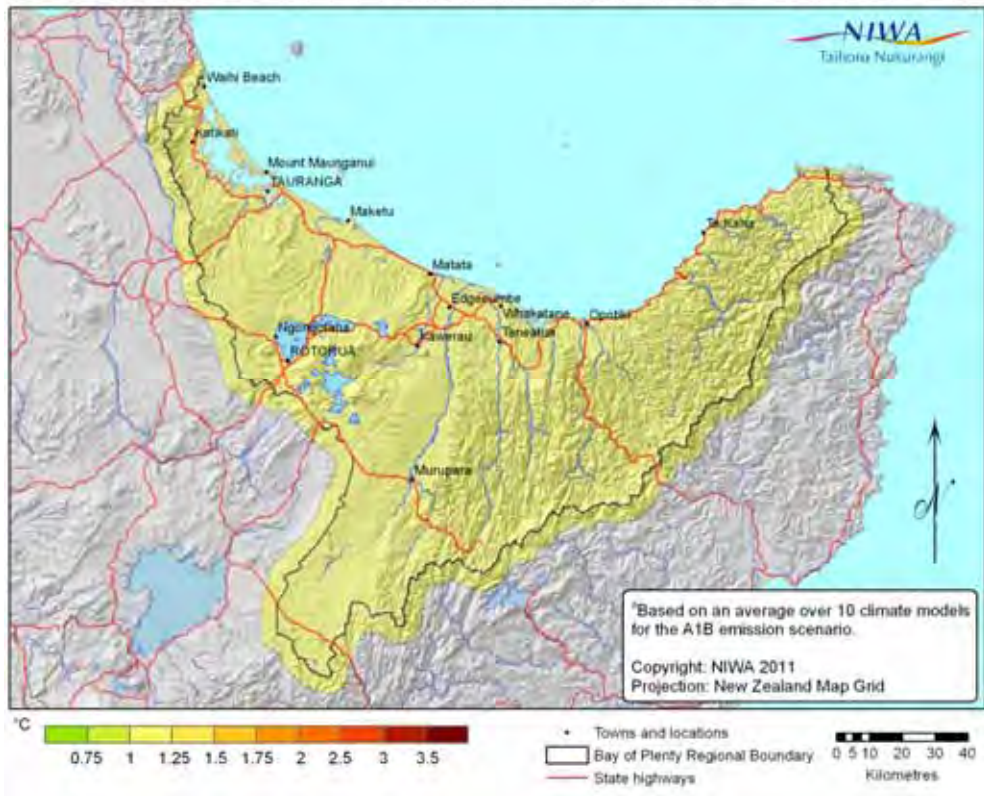 NIWA
Taihoro Nukurangi
Waihi Beach
Katikati
Mount Maunganui
TAURANGA
Maketu
Te Kaha
Matata
Edgecumbe
Whakatane
Opotiki
Ngongotaha
Kawerau
Taneatua
ROTORUA
Murupara
N
aBased on an average over 10 climate models
for the A1B emission scenario.
Copyright: NIWA 2011
Projection: New Zealand Map Grid
°C
0.75 1 1.25 1.5 1.75 2 2.5 3 3.5
Towns and locations
Bay of Plenty Regional Boundary
State highways
0 5 10 20 30 40
Kilometres